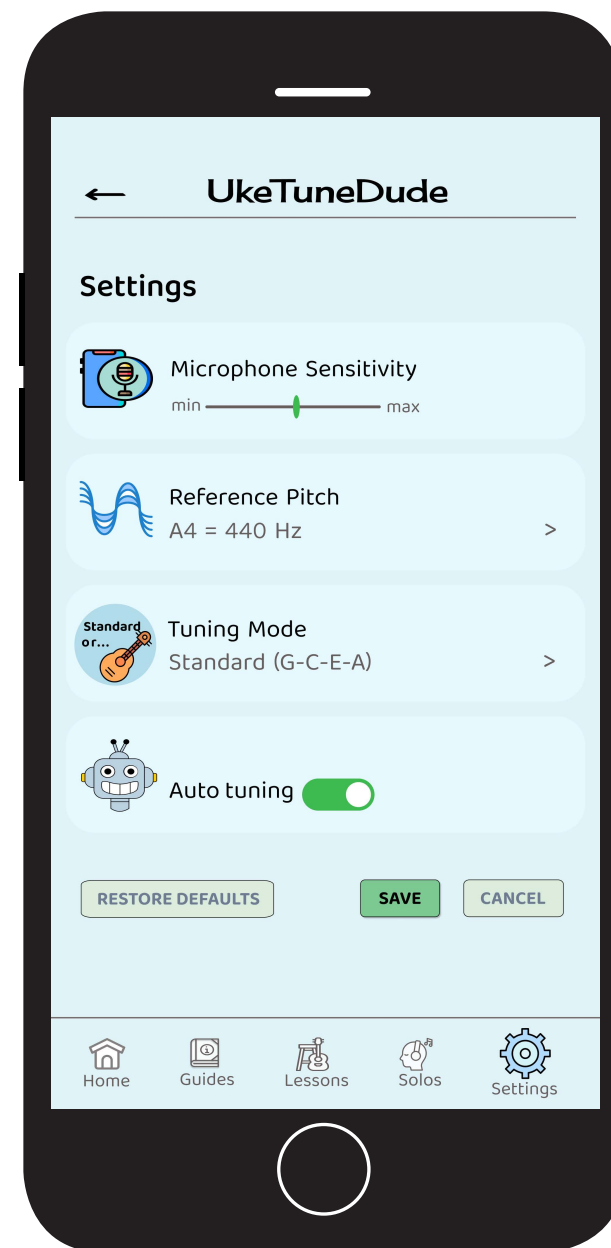 ←
UkeTuneDude
Settings
Microphone Sensitivity
min max
Reference Pitch
A4 = 440 Hz >
Standard
or...
Tuning Mode
Standard (G-C-E-A) >
Auto tuning
RESTORE DEFAULTS SAVE CANCEL
Home Guides Lessons Solos Settings